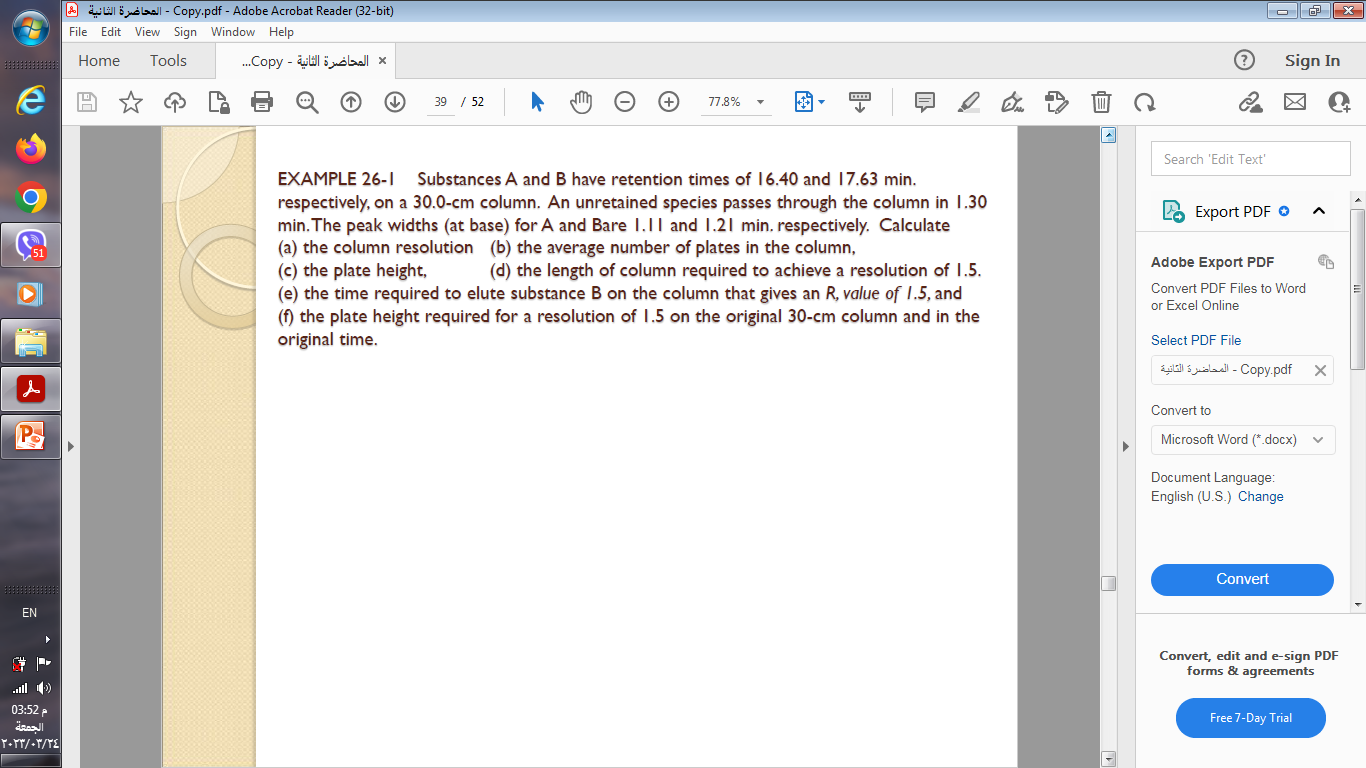 المحاضرة الثانية - Copy.pdf - Adobe Acrobat Reader (32-bit)
File Edit View Sign Window Help
Home Tools المحاضرة الثانية - Copy... × ? Sign In
39 / 52 77.8%
EXAMPLE 26-1 Substances A and B have retention times of 16.40 and 17.63 min.
respectively, on a 30.0-cm column. An unretained species passes through the column in 1.30
min. The peak widths (at base) for A and Bare 1.11 and 1.21 min. respectively. Calculate
(a) the column resolution (b) the average number of plates in the column,
(c) the plate height, (d) the length of column required to achieve a resolution of 1.5.
(e) the time required to elute substance B on the column that gives an R, value of 1.5, and
(f) the plate height required for a resolution of 1.5 on the original 30-cm column and in the
original time.
Search 'Edit Text'
Export PDF
Adobe Export PDF
Convert PDF Files to Word
or Excel Online
Select PDF File
المحاضرة الثانية - Copy.pdf
Convert to
Microsoft Word (*.docx)
Document Language:
English (U.S.) Change
Convert
Convert, edit and e-sign PDF
forms & agreements
Free 7-Day Trial
51
EN
03:52 م
الجمعة
٢٠٢٣/٠٣/٢٤